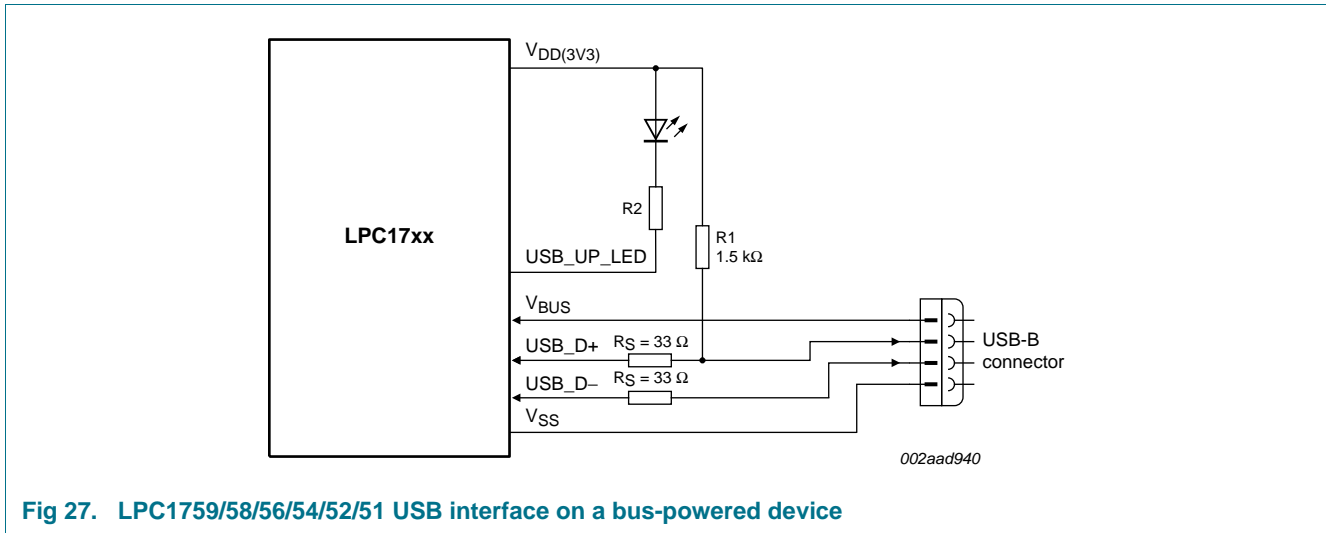 VDD(3V3)
R2
LPC17xx
R1
1.5 kΩ
USB_UP_LED
VBUS
USB_D+ RS = 33 Ω
USB_D− RS = 33 Ω
VSS
USB-B
connector
002aad940
Fig 27. LPC1759/58/56/54/52/51 USB interface on a bus-powered device